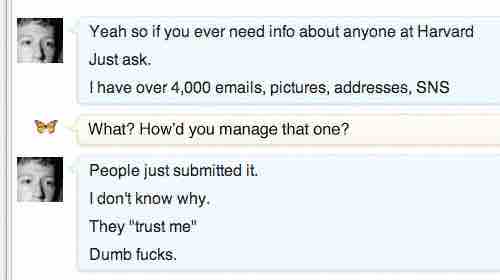 Yeah so if you ever need info about anyone at Harvard
Just ask.
I have over 4,000 emails, pictures, addresses, SNS
What? How'd you manage that one?
People just submitted it.
I don't know why.
They "trust me"
Dumb fucks.